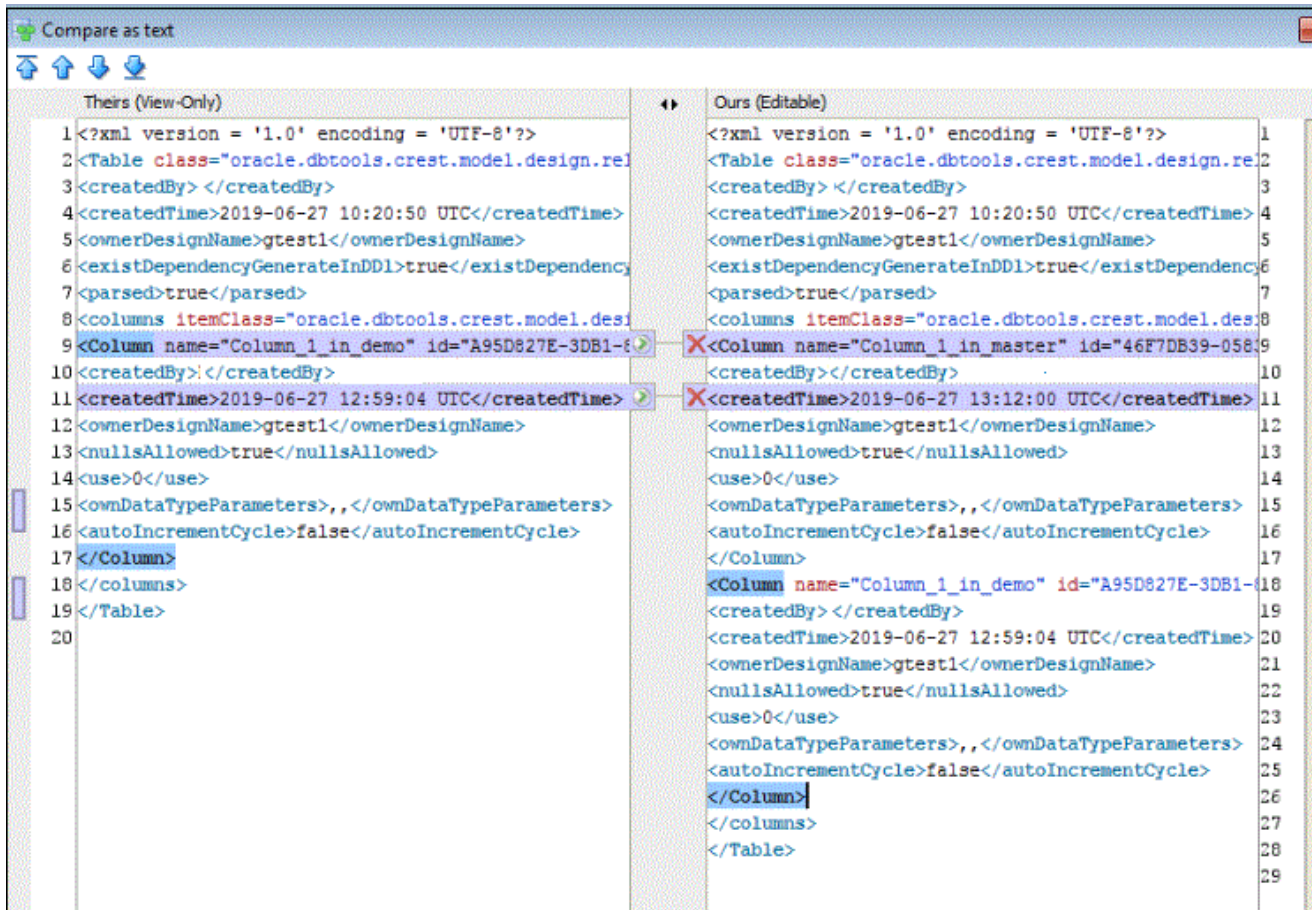 Compare as text
Theirs (View-Only)
1 <?xml version = '1.0' encoding = 'UTF-8'?>
2 <Table class="oracle.dbtools.crest.model.design.rel
3 <createdBy> </createdBy>
4 <createdTime>2019-06-27 10:20:50 UTC</createdTime>
5 <ownerDesignName>gtest1</ownerDesignName>
6 <existDependencyGenerateInDDl>true</existDependency
7 <parsed>true</parsed>
8 <columns itemClass="oracle.dbtools.crest.model.desi
9 <Column name="Column_1_in_demo" id="A95D827E-3DB1-8
10 <createdBy> </createdBy>
11 <createdTime>2019-06-27 12:59:04 UTC</createdTime>
12 <ownerDesignName>gtest1</ownerDesignName>
13 <nullsAllowed>true</nullsAllowed>
14 <use>0</use>
15 <ownDataTypeParameters>,,</ownDataTypeParameters>
16 <autoIncrementCycle>false</autoIncrementCycle>
17 </Column>
18 </columns>
19 </Table>
20
Ours (Editable)
<?xml version = '1.0' encoding = 'UTF-8'?> 1
<Table class="oracle.dbtools.crest.model.design.re 2
<createdBy> </createdBy> 3
<createdTime>2019-06-27 10:20:50 UTC</createdTime> 4
<ownerDesignName>gtest1</ownerDesignName> 5
<existDependencyGenerateInDDl>true</existDependency 6
<parsed>true</parsed> 7
<columns itemClass="oracle.dbtools.crest.model.des 8
<Column name="Column_1_in_master" id="46F7DB39-058 9
<createdBy></createdBy> 10
<createdTime>2019-06-27 13:12:00 UTC</createdTime> 11
<ownerDesignName>gtest1</ownerDesignName> 12
<nullsAllowed>true</nullsAllowed> 13
<use>0</use> 14
<ownDataTypeParameters>,,</ownDataTypeParameters> 15
<autoIncrementCycle>false</autoIncrementCycle> 16
</Column> 17
<Column name="Column_1_in_demo" id="A95D827E-3DB1- 18
<createdBy> </createdBy> 19
<createdTime>2019-06-27 12:59:04 UTC</createdTime> 20
<ownerDesignName>gtest1</ownerDesignName> 21
<nullsAllowed>true</nullsAllowed> 22
<use>0</use> 23
<ownDataTypeParameters>,,</ownDataTypeParameters> 24
<autoIncrementCycle>false</autoIncrementCycle> 25
</Column> 26
</columns> 27
</Table> 28
29